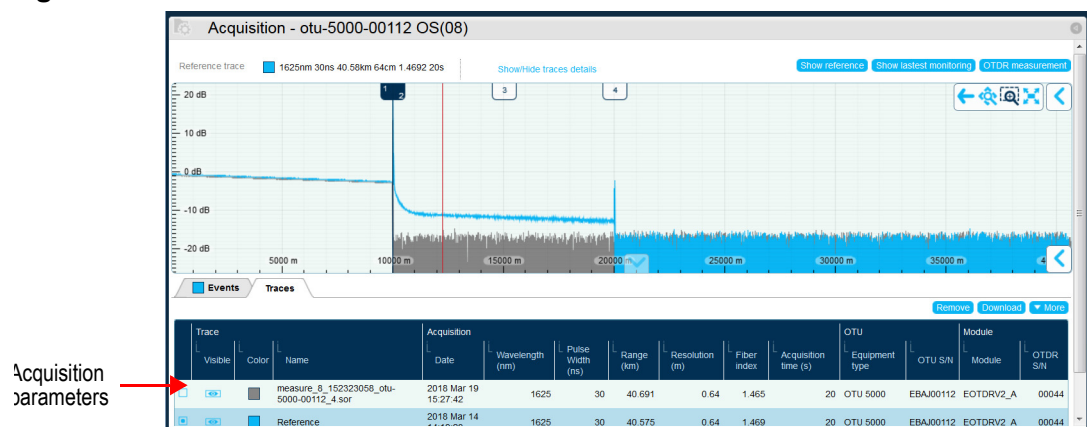 Acquisition - otu-5000-00112 OS(08)
Reference trace 1625nm 30ns 40.58km 64cm 1.4692 20s Show/Hide traces details Show reference Show lastest monitoring OTDR measurement
1 2 3 4
20 dB
10 dB
0 dB
-10 dB
-20 dB
5000 m 10000 m 15000 m 20000 m 25000 m 30000 m 35000 m
Events Traces
Remove Download More
Trace Acquisition OTU Module
Visible Color Name Date Wavelength (nm) Pulse Width (ns) Range (km) Resolution (m) Fiber index Acquisition time (s) Equipment type OTU S/N Module OTDR S/N
Acquisition parameters
measure_8_152323058_otu-5000-00112_4.sor 2018 Mar 19 15:27:42 1625 30 40.691 0.64 1.465 20 OTU 5000 EBAJ00112 EOTDRV2_A 00044
Reference 2018 Mar 14 1625 30 40.575 0.64 1.469 20 OTU 5000 EBAJ00112 EOTDRV2_A 00044